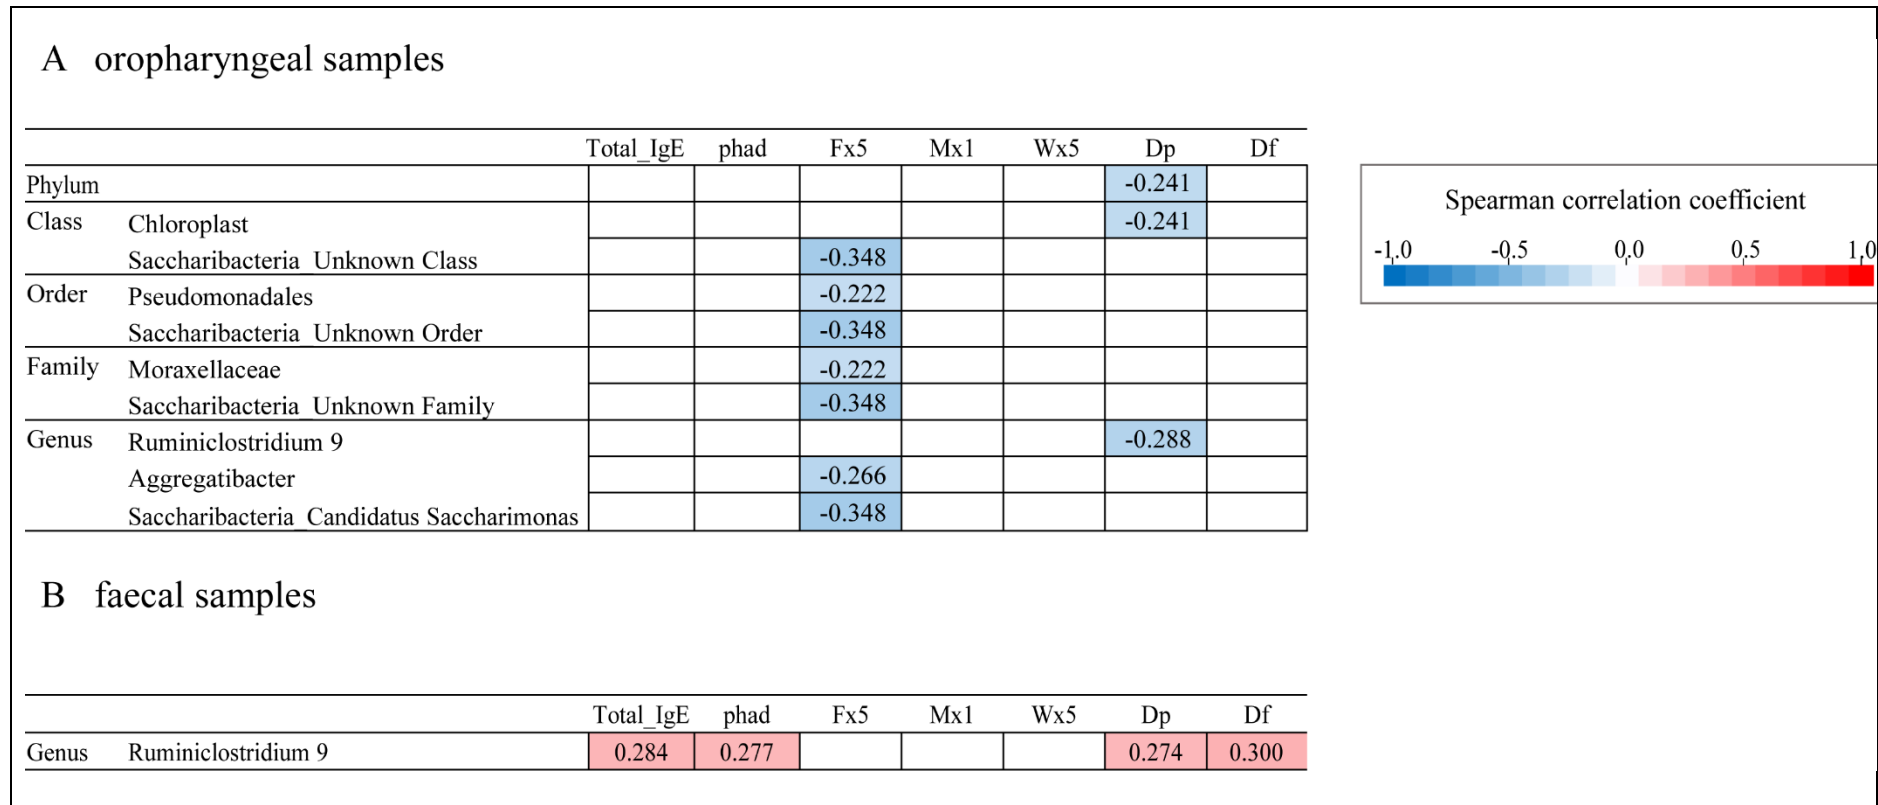 A oropharyngeal samples
Total_IgE phad Fx5 Mx1 Wx5 Dp Df
Phylum -0.241
Class Chloroplast -0.241
Saccharibacteria_Unknown Class -0.348
Order Pseudomonadales -0.222
Saccharibacteria_Unknown Order -0.348
Family Moraxellaceae -0.222
Saccharibacteria_Unknown Family -0.348
Genus Ruminiclostridium 9 -0.288
Aggregatibacter -0.266
Saccharibacteria_Candidatus Saccharimonas -0.348
Spearman correlation coefficient
-1.0 -0.5 0.0 0.5 1.0
B faecal samples
Total_IgE phad Fx5 Mx1 Wx5 Dp Df
Genus Ruminiclostridium 9 0.284 0.277 0.274 0.300